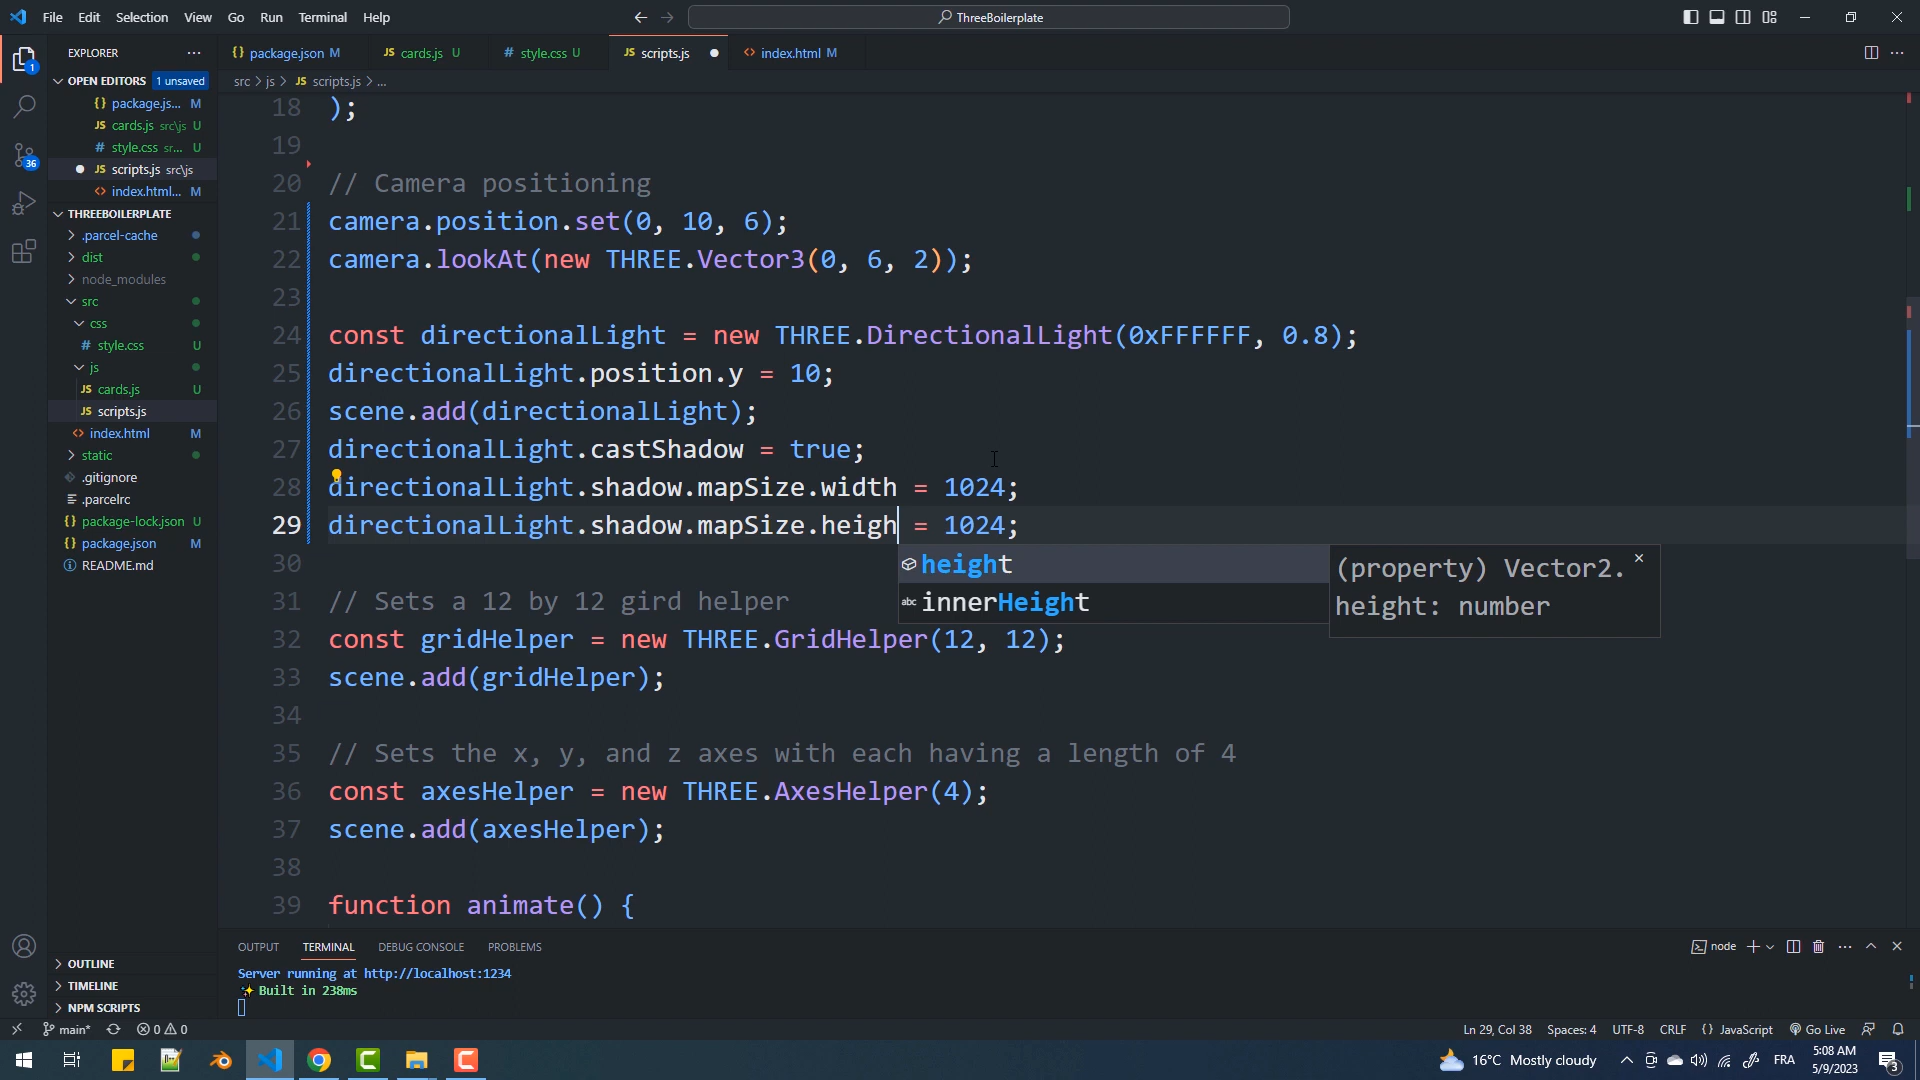 File Edit Selection View Go Run Terminal Help
ThreeBoilerplate
EXPLORER
OPEN EDITORS 1 unsaved
package.js... M
cards.js src\js U
style.css sr... U
scripts.js src\js
index.html... M
THREEBOILERPLATE
.parcel-cache
dist
node_modules
src
css
style.css U
js
cards.js U
scripts.js
index.html M
static
.gitignore
.parcelrc
package-lock.json U
package.json M
README.md
OUTLINE
TIMELINE
NPM SCRIPTS
package.json M cards.js U style.css U scripts.js index.html M
src > js > JS scripts.js > ...
18 );
19
20 // Camera positioning
21 camera.position.set(0, 10, 6);
22 camera.lookAt(new THREE.Vector3(0, 6, 2));
23
24 const directionalLight = new THREE.DirectionalLight(0xFFFFFF, 0.8);
25 directionalLight.position.y = 10;
26 scene.add(directionalLight);
27 directionalLight.castShadow = true;
28 directionalLight.shadow.mapSize.width = 1024;
29 directionalLight.shadow.mapSize.heigh = 1024;
height
innerHeight
(property) Vector2.
height: number
30
31 // Sets a 12 by 12 gird helper
32 const gridHelper = new THREE.GridHelper(12, 12);
33 scene.add(gridHelper);
34
35 // Sets the x, y, and z axes with each having a length of 4
36 const axesHelper = new THREE.AxesHelper(4);
37 scene.add(axesHelper);
38
39 function animate() {
OUTPUT TERMINAL DEBUG CONSOLE PROBLEMS
node
Server running at http://localhost:1234
✨ Built in 238ms
main* 0 0
Ln 29, Col 38 Spaces: 4 UTF-8 CRLF JavaScript Go Live
16°C Mostly cloudy
FRA
5:08 AM
5/9/2023
3
1
36